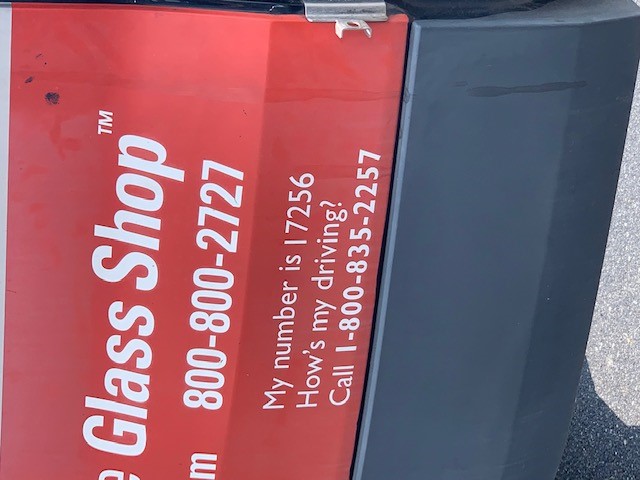 e Glass Shop™
m 800-800-2727
My number is 17256
How's my driving?
Call 1-800-835-2257